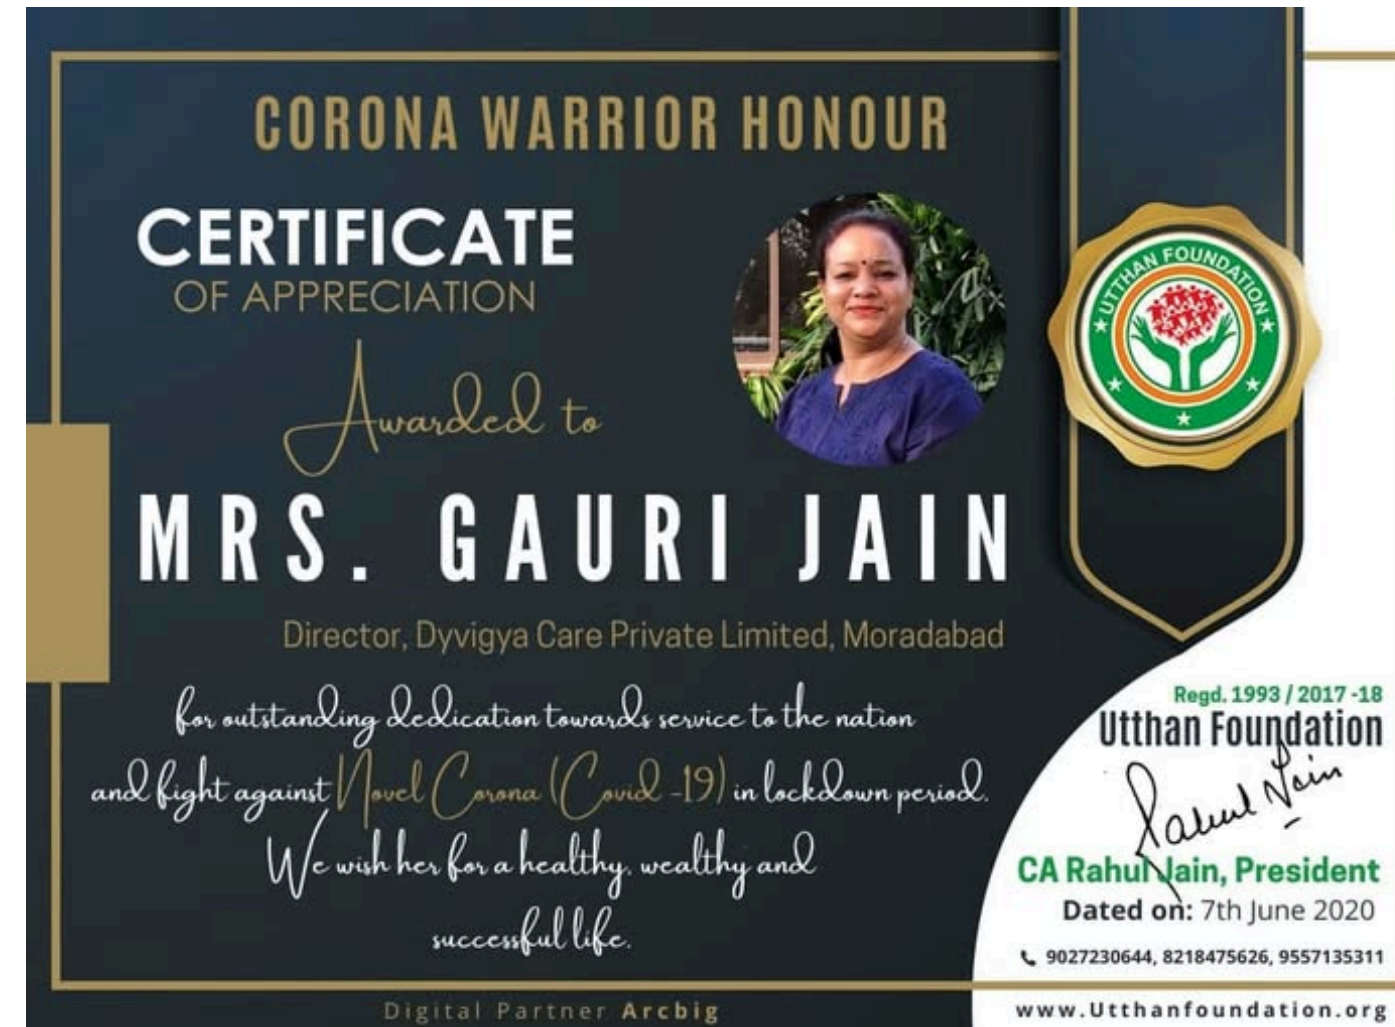 CORONA WARRIOR HONOUR
CERTIFICATE
OF APPRECIATION
Awarded to
MRS. GAURI JAIN
Director, Dyvigya Care Private Limited, Moradabad
for outstanding dedication towards service to the nation
and fight against Novel Corona (Covid -19) in lockdown period.
We wish her for a healthy, wealthy and
successful life.
UTTHAN FOUNDATION
Regd. 1993 / 2017 -18
Utthan Foundation
Rahul Jain
CA Rahul Jain, President
Dated on: 7th June 2020
9027230644, 8218475626, 9557135311
www.Utthanfoundation.org
Digital Partner Arcbig